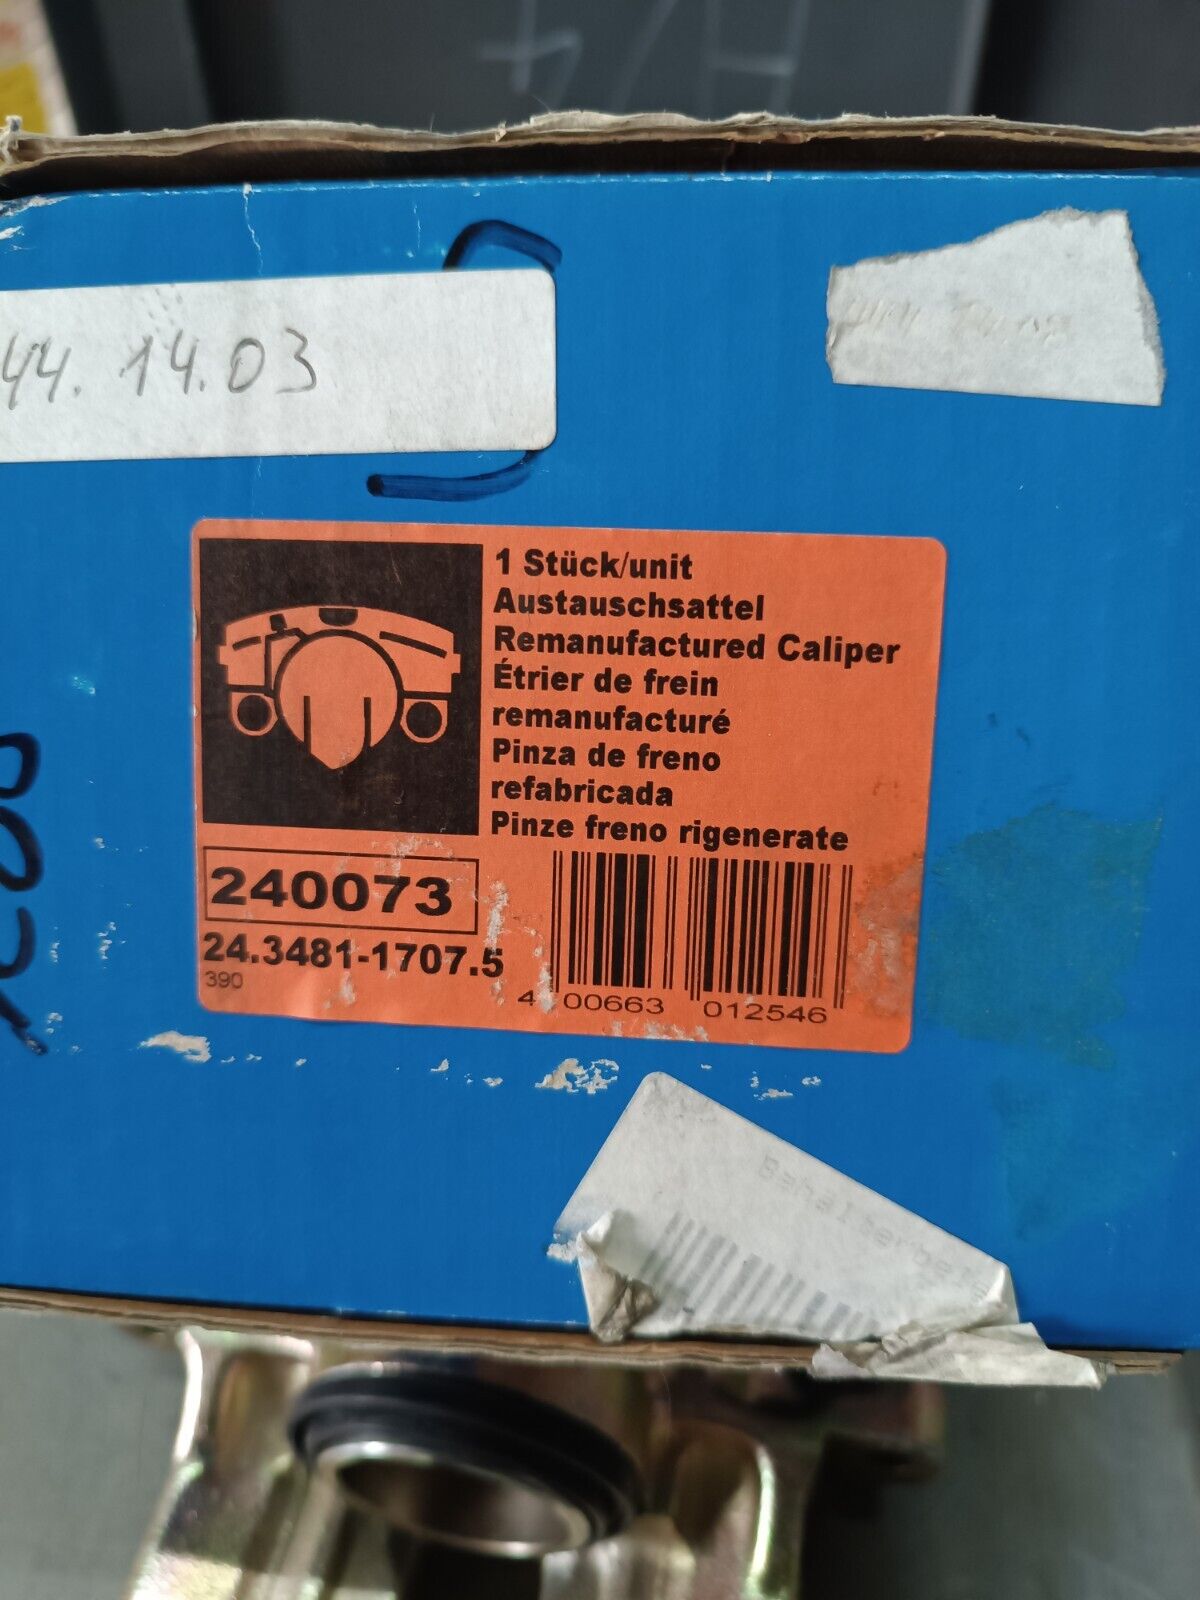 44. 14.03
1 Stück/unit
Austauschsattel
Remanufactured Caliper
Étrier de frein
remanufacturé
Pinza de freno
refabricada
Pinze freno rigenerate
240073
24.3481-1707.5
390
4 00663 012546